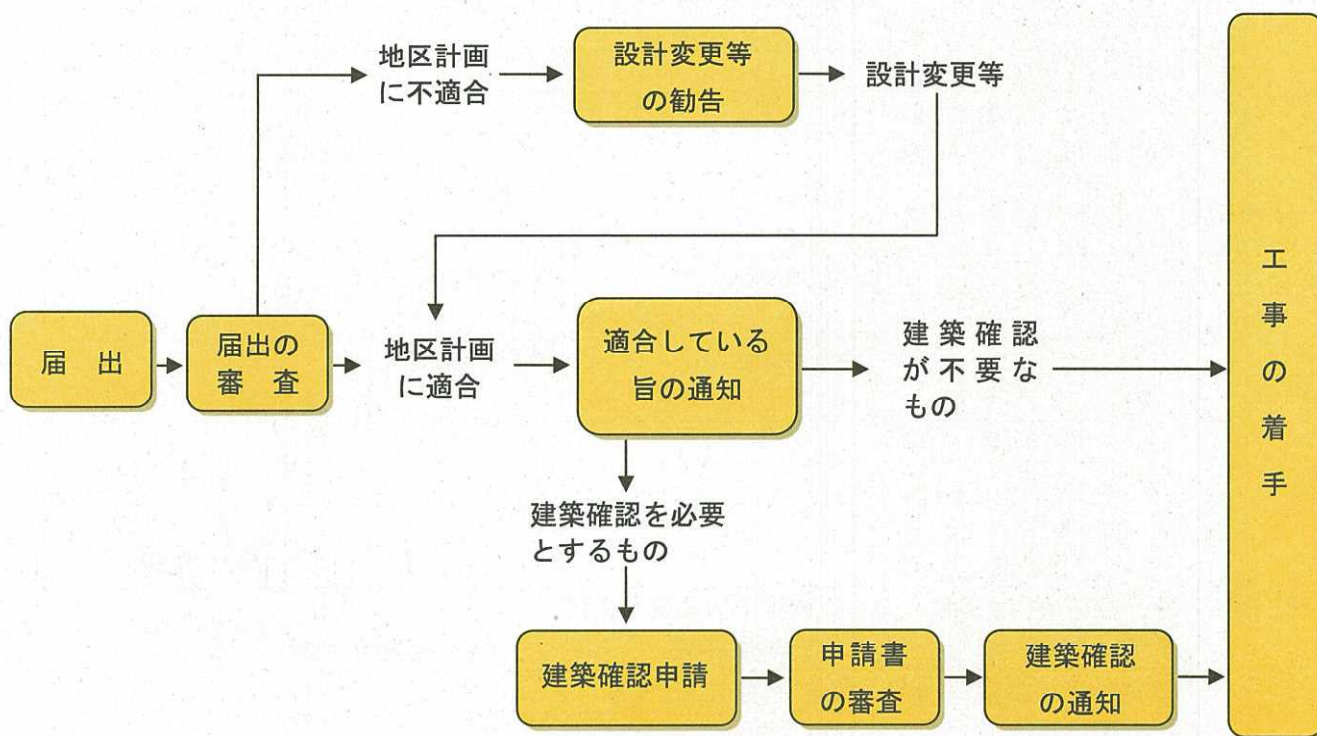 地区計画
に不適合
設計変更等
の勧告
設計変更等
届　出
届出の
審　査
地区計画
に適合
適合している
旨の通知
建築確認
が不要な
もの
建築確認を必要
とするもの
建築確認申請
申請書
の審査
建築確認
の通知
工事の着手